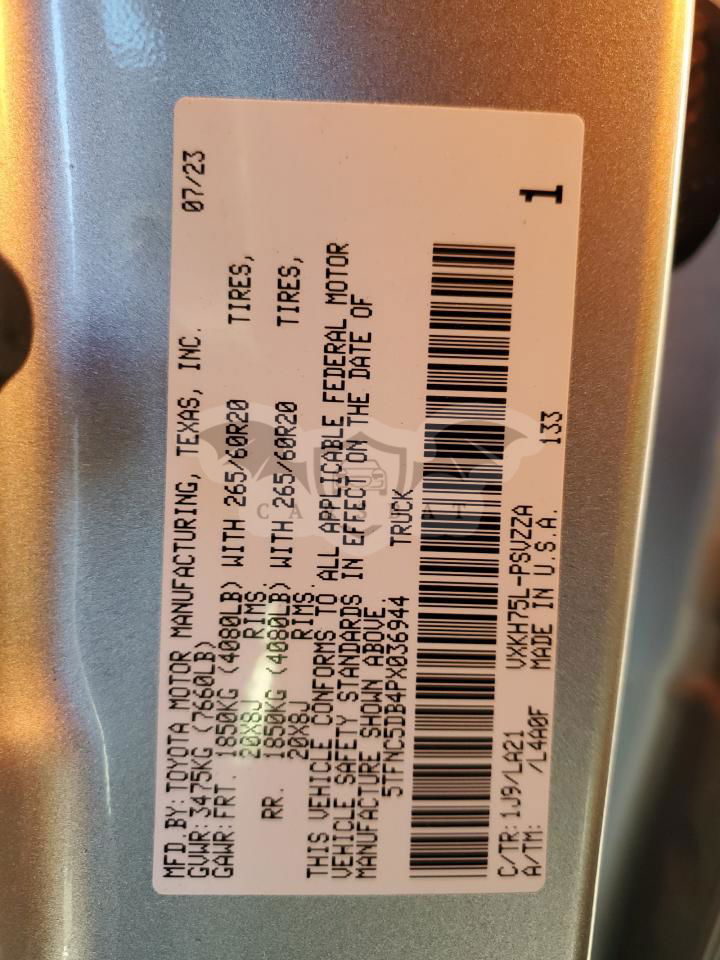 MFD.BY:TOYOTA MOTOR MANUFACTURING, TEXAS, INC. 07/23
GVWR:3475KG (7660LB)
GAWR:FRT. 1850KG (4080LB) WITH 265/60R20 TIRES,
20X8J RIMS.
RR. 1850KG (4080LB) WITH 265/60R20 TIRES,
20X8J RIMS.
THIS VEHICLE CONFORMS TO ALL APPLICABLE FEDERAL MOTOR
VEHICLE SAFETY STANDARDS IN EFFECT ON THE DATE OF
MANUFACTURE SHOWN ABOVE.
5TFNC5DB4PX036944 TRUCK
C/TR:1J9/LA21 VXKH75L-PSVZZA 133
A/TM: /L4A0F MADE IN U.S.A.
1